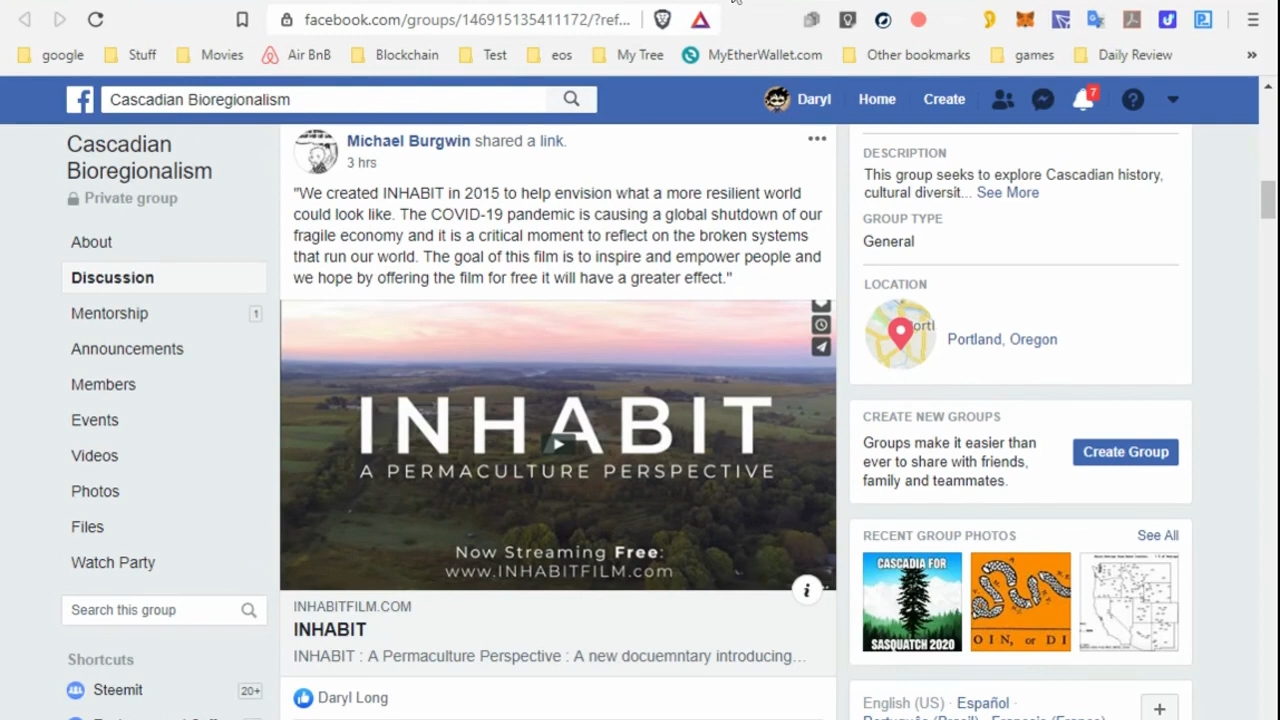 facebook.com/groups/146915135411172/?ref...
google
Stuff
Movies
Air BnB
Blockchain
Test
eos
My Tree
MyEtherWallet.com
Other bookmarks
games
Daily Review
»
Cascadian Bioregionalism
Daryl
Home
Create
7
Cascadian
Bioregionalism
Private group
About
Discussion
Mentorship
1
Announcements
Members
Events
Videos
Photos
Files
Watch Party
Search this group
Shortcuts
Steemit
20+
Michael Burgwin shared a link.
3 hrs
"We created INHABIT in 2015 to help envision what a more resilient world
could look like. The COVID-19 pandemic is causing a global shutdown of our
fragile economy and it is a critical moment to reflect on the broken systems
that run our world. The goal of this film is to inspire and empower people and
we hope by offering the film for free it will have a greater effect."
INHABIT
A PERMACULTURE PERSPECTIVE
Now Streaming Free:
www.INHABITFILM.com
INHABITFILM.COM
INHABIT
INHABIT : A Permaculture Perspective : A new docuemntary introducing...
Daryl Long
DESCRIPTION
This group seeks to explore Cascadian history,
cultural diversit... See More
GROUP TYPE
General
LOCATION
ortl
Portland, Oregon
CREATE NEW GROUPS
Groups make it easier than
ever to share with friends,
family and teammates.
Create Group
RECENT GROUP PHOTOS
See All
CASCADIA FOR
SASQUATCH 2020
OIN, or DI
English (US) · Español ·
Português (Brasil) · Français (France)